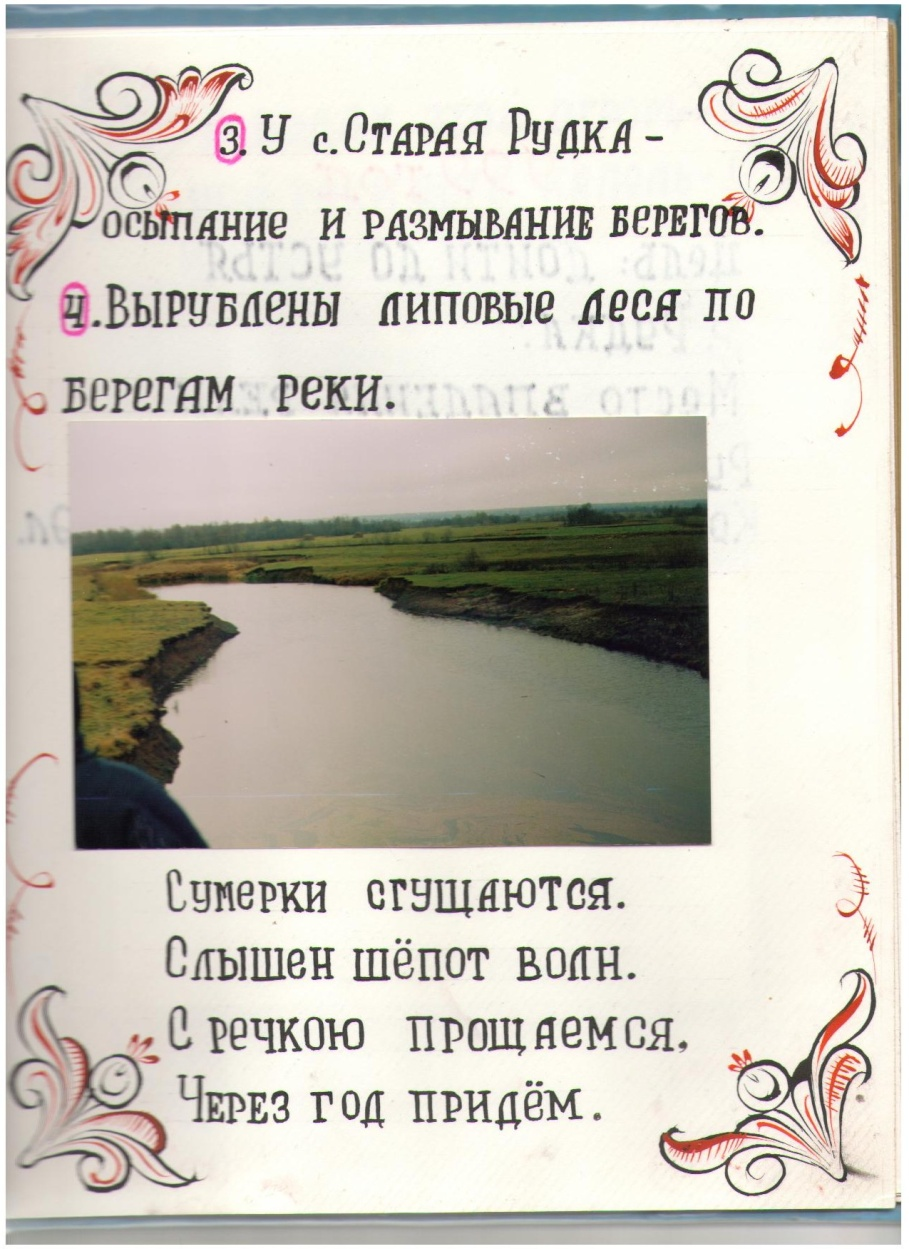 3. У с. Старая Рудка -
осыпание и размывание берегов.
4. Вырублены липовые леса по
берегам реки.
Сумерки сгущаются.
Слышен шёпот волн.
С речкою прощаемся,
Через год придём.